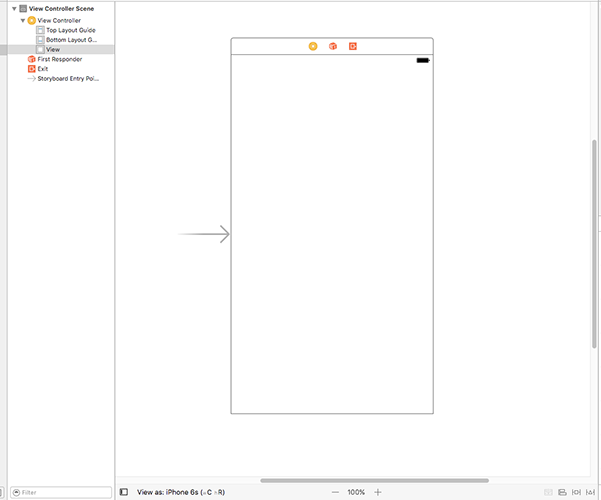 View Controller Scene
View Controller
Top Layout Guide
Bottom Layout G...
View
First Responder
Exit
Storyboard Entry Poi...
Filter
View as: iPhone 6s (wC hR)
100%